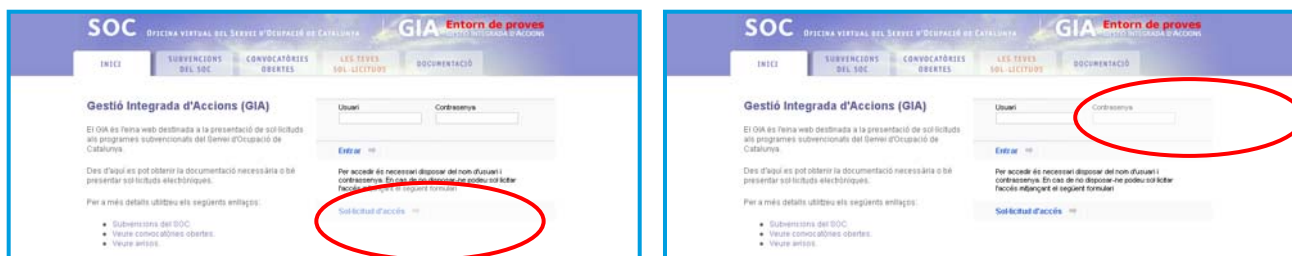 SOC OFICINA VIRTUAL DEL SERVEI D'OCUPACIÓ DE CATALUNYA GIA Entorn de proves
GESTIÓ INTEGRADA D'ACCIONS
INICI SUBVENCIONS DEL SOC CONVOCATÒRIES OBERTES LES TEVES SOL·LICITUDS DOCUMENTACIÓ
Gestió Integrada d'Accions (GIA)
El GIA és l'eina web destinada a la presentació de sol·licituds
als programes subvencionats del Servei d'Ocupació de
Catalunya.
Des d'aquí es pot obtenir la documentació necessària o bé
presentar sol·licituds electròniques.
Per a més detalls utilitzeu els següents enllaços:
Subvencions del SOC.
Veure convocatòries obertes.
Veure avisos.
Usuari Contrasenya
Entrar
Per accedir és necessari disposar del nom d'usuari i
contrassenya. En cas de no disposar-ne podeu sol·licitar
l'accés mitjançant el següent formulari
Sol·licitud d'accés
SOC OFICINA VIRTUAL DEL SERVEI D'OCUPACIÓ DE CATALUNYA GIA Entorn de proves
GESTIÓ INTEGRADA D'ACCIONS
INICI SUBVENCIONS DEL SOC CONVOCATÒRIES OBERTES LES TEVES SOL·LICITUDS DOCUMENTACIÓ
Gestió Integrada d'Accions (GIA)
El GIA és l'eina web destinada a la presentació de sol·licituds
als programes subvencionats del Servei d'Ocupació de
Catalunya.
Des d'aquí es pot obtenir la documentació necessària o bé
presentar sol·licituds electròniques.
Per a més detalls utilitzeu els següents enllaços:
Subvencions del SOC.
Veure convocatòries obertes.
Veure avisos.
Usuari Contrasenya
Entrar
Per accedir és necessari disposar del nom d'usuari i
contrassenya. En cas de no disposar-ne podeu sol·licitar
l'accés mitjançant el següent formulari
Sol·licitud d'accés